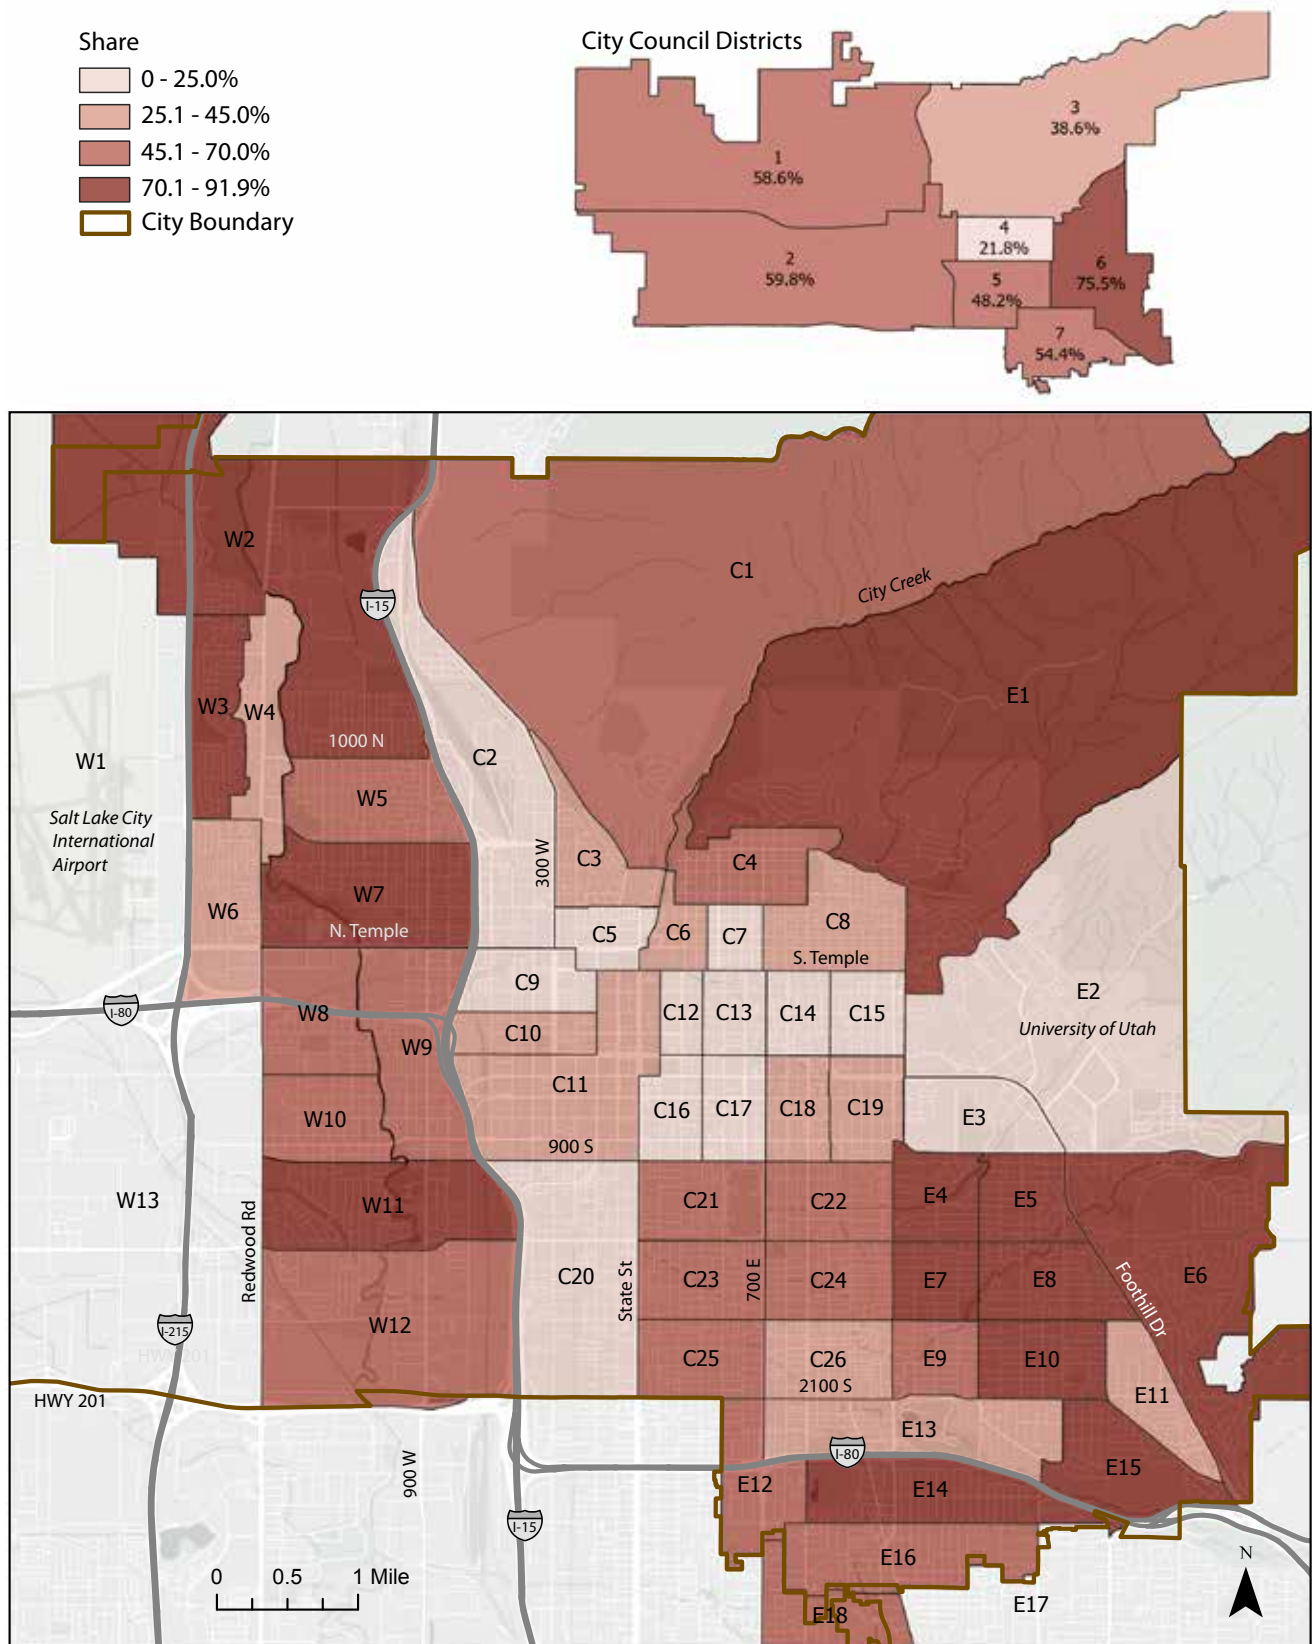 Share
0 - 25.0%
25.1 - 45.0%
45.1 - 70.0%
70.1 - 91.9%
City Boundary
City Council Districts
3
38.6%
1
58.6%
4
21.8%
2
59.8%
6
75.5%
5
48.2%
7
54.4%
W2
C1
City Creek
I-15
W3
W4
E1
1000 N
C2
W1
W5
Salt Lake City
International
Airport
300 W
C3
C4
W7
W6
C8
N. Temple
C5
C6
C7
S. Temple
C9
E2
I-80
W8
C12
C13
C14
C15
University of Utah
C10
W9
C11
C16
C17
C18
C19
E3
W10
900 S
W13
W11
C21
C22
E4
E5
Redwood Rd
C20
State St
C23
700 E
C24
E7
E8
Foothill Dr
E6
I-215
W12
HWY 201
C25
C26
E9
E10
2100 S
HWY 201
E11
E13
I-80
900 W
E12
E14
E15
I-15
E16
N
0 0.5 1 Mile
E17
E18